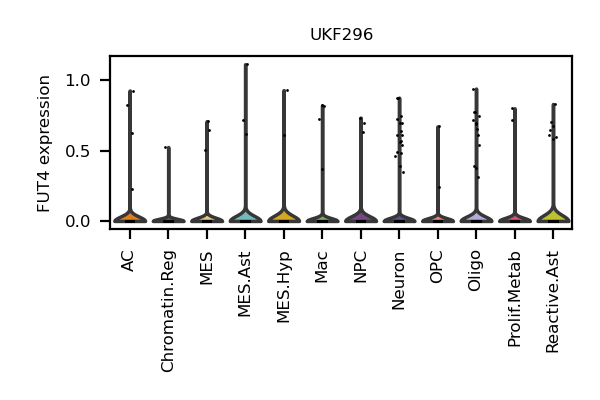 UKF296
FUT4 expression
1.0
0.5
0.0
AC
Chromatin.Reg
MES
MES.Ast
MES.Hyp
Mac
NPC
Neuron
OPC
Oligo
Prolif.Metab
Reactive.Ast